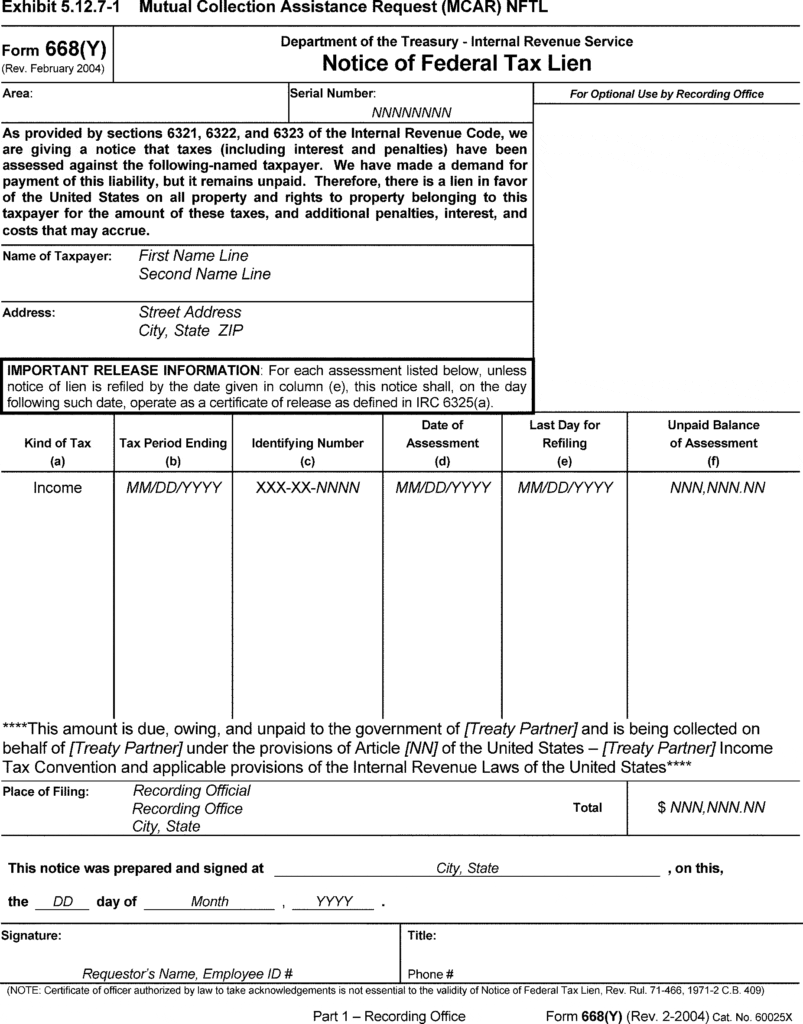 Exhibit 5.12.7-1 Mutual Collection Assistance Request (MCAR) NFTL
Form 668(Y)
(Rev. February 2004)
Department of the Treasury - Internal Revenue Service
Notice of Federal Tax Lien
Area:
Serial Number:
NNNNNNNN
For Optional Use by Recording Office
As provided by sections 6321, 6322, and 6323 of the Internal Revenue Code, we
are giving a notice that taxes (including interest and penalties) have been
assessed against the following-named taxpayer. We have made a demand for
payment of this liability, but it remains unpaid. Therefore, there is a lien in favor
of the United States on all property and rights to property belonging to this
taxpayer for the amount of these taxes, and additional penalties, interest, and
costs that may accrue.
Name of Taxpayer: First Name Line
Second Name Line
Address: Street Address
City, State ZIP
IMPORTANT RELEASE INFORMATION: For each assessment listed below, unless
notice of lien is refiled by the date given in column (e), this notice shall, on the day
following such date, operate as a certificate of release as defined in IRC 6325(a).
Kind of Tax
(a)
Tax Period Ending
(b)
Identifying Number
(c)
Date of
Assessment
(d)
Last Day for
Refiling
(e)
Unpaid Balance
of Assessment
(f)
Income MM/DD/YYYY XXX-XX-NNNN MM/DD/YYYY MM/DD/YYYY NNN,NNN.NN
****This amount is due, owing, and unpaid to the government of [Treaty Partner] and is being collected on
behalf of [Treaty Partner] under the provisions of Article [NN] of the United States – [Treaty Partner] Income
Tax Convention and applicable provisions of the Internal Revenue Laws of the United States****
Place of Filing: Recording Official
Recording Office
City, State
Total $ NNN,NNN.NN
This notice was prepared and signed at City, State , on this,
the DD day of Month , YYYY .
Signature:
Requestor's Name, Employee ID #
Title:
Phone #
(NOTE: Certificate of officer authorized by law to take acknowledgements is not essential to the validity of Notice of Federal Tax Lien, Rev. Rul. 71-466, 1971-2 C.B. 409)
Part 1 – Recording Office Form 668(Y) (Rev. 2-2004) Cat. No. 60025X